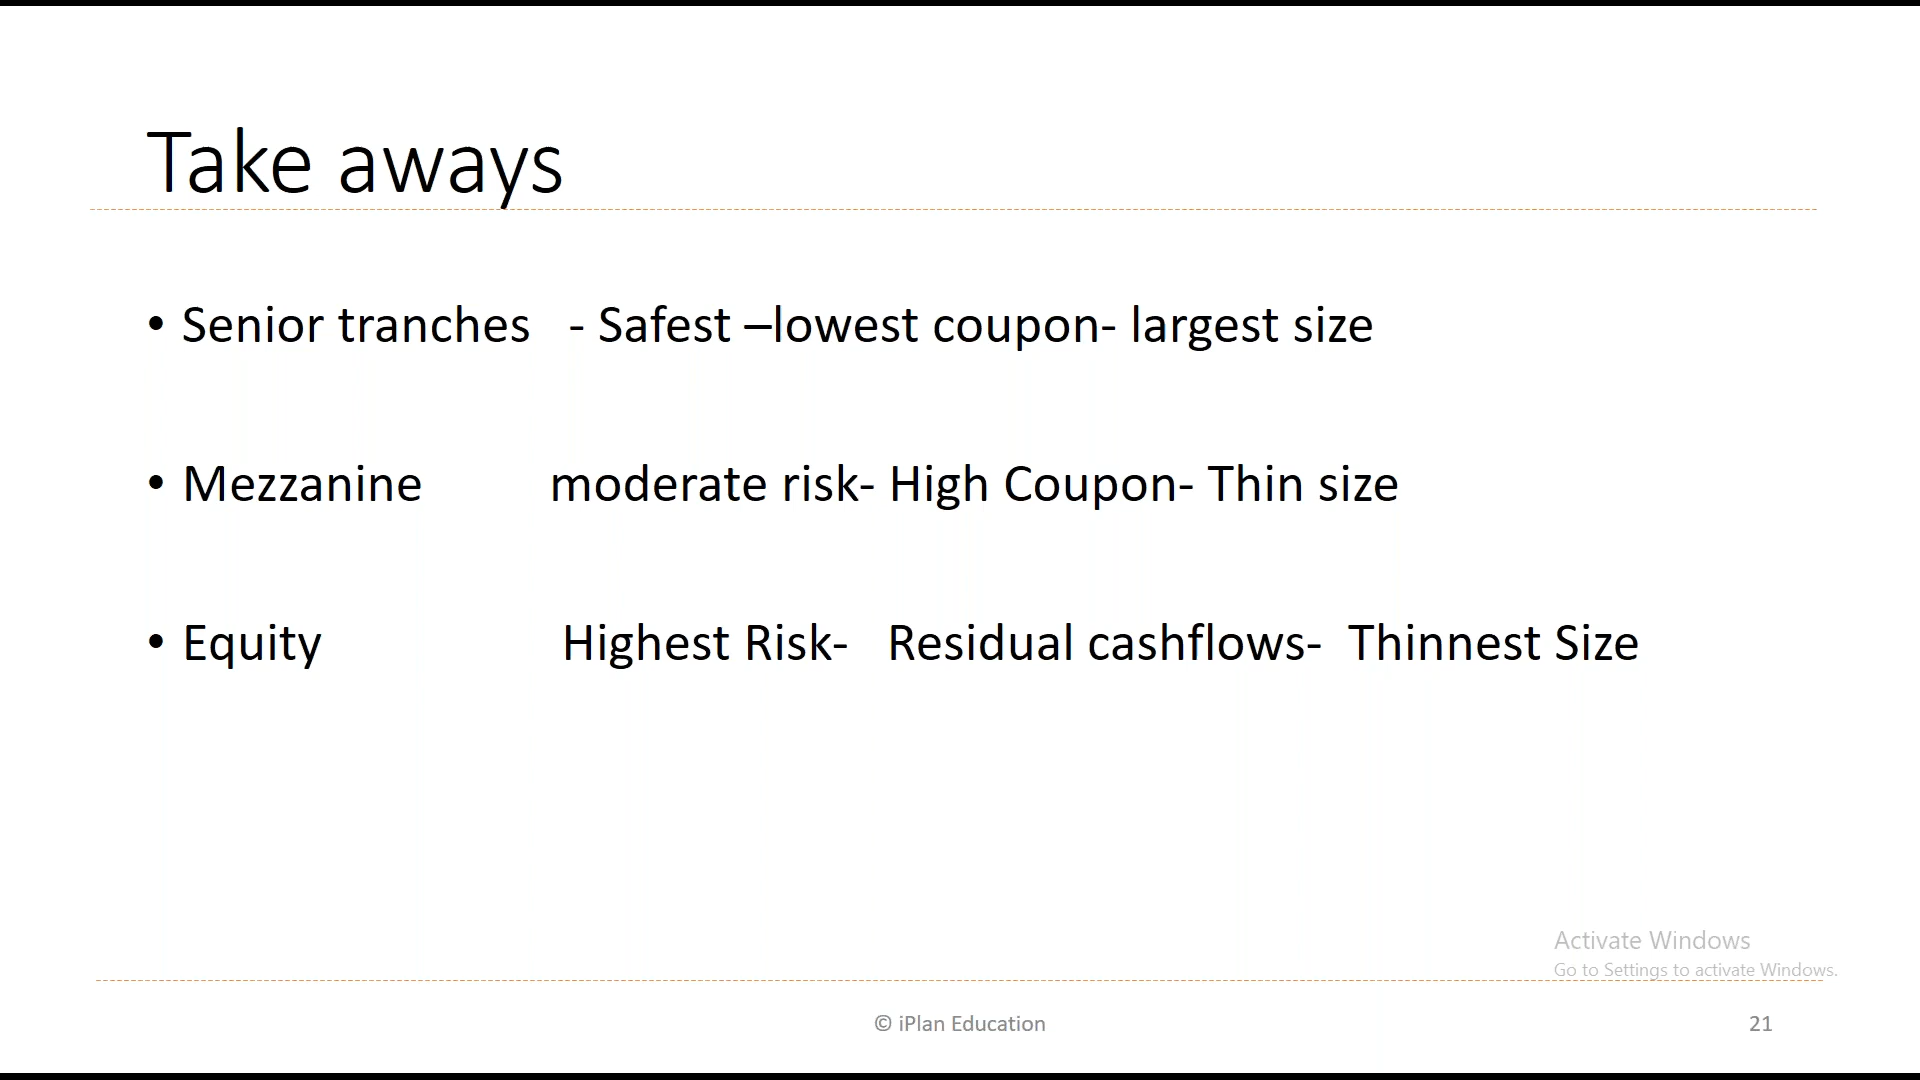 Take aways
• Senior tranches - Safest –lowest coupon- largest size
• Mezzanine moderate risk- High Coupon- Thin size
• Equity Highest Risk- Residual cashflows- Thinnest Size
Activate Windows
Go to Settings to activate Windows.
© iPlan Education
21